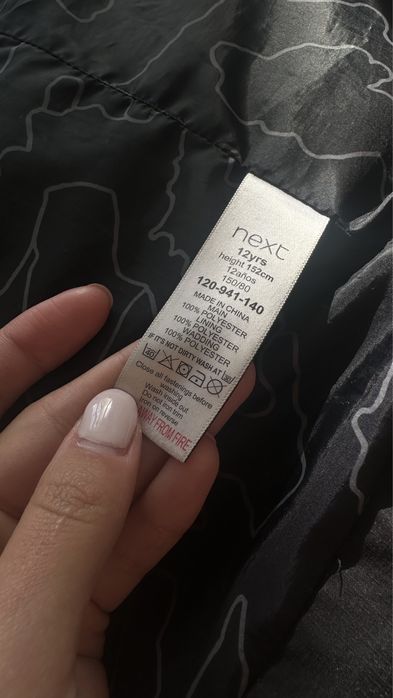 next
12yrs
height 152cm
12años
150/80
120-941-140
MADE IN CHINA
MAIN
100% POLYESTER
LINING
100% POLYESTER
WADDING
100% POLYESTER
IF IT'S NOT DIRTY WASH AT 30
40
Close all fastenings before
washing
Wash inside out
Do not iron trim
Iron on reverse
AWAY FROM FIRE